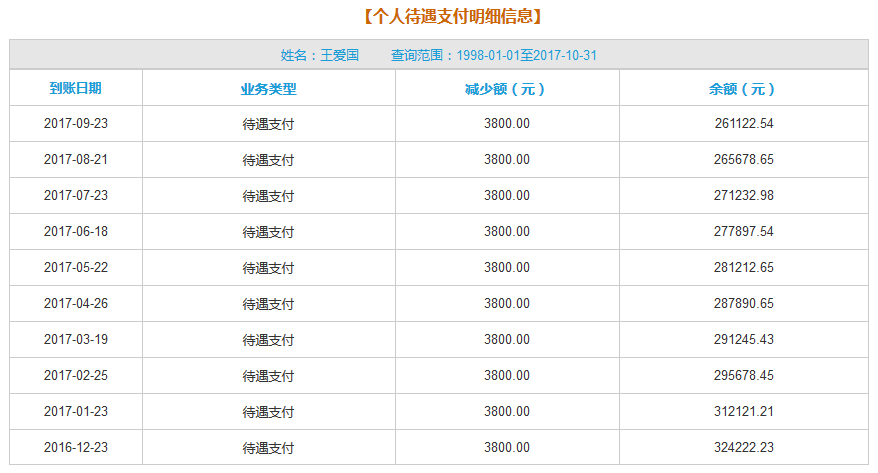 【个人待遇支付明细信息】
姓名：王爱国 查询范围：1998-01-01至2017-10-31
到账日期 业务类型 减少额（元） 余额（元）
2017-09-23 待遇支付 3800.00 261122.54
2017-08-21 待遇支付 3800.00 265678.65
2017-07-23 待遇支付 3800.00 271232.98
2017-06-18 待遇支付 3800.00 277897.54
2017-05-22 待遇支付 3800.00 281212.65
2017-04-26 待遇支付 3800.00 287890.65
2017-03-19 待遇支付 3800.00 291245.43
2017-02-25 待遇支付 3800.00 295678.45
2017-01-23 待遇支付 3800.00 312121.21
2016-12-23 待遇支付 3800.00 324222.23